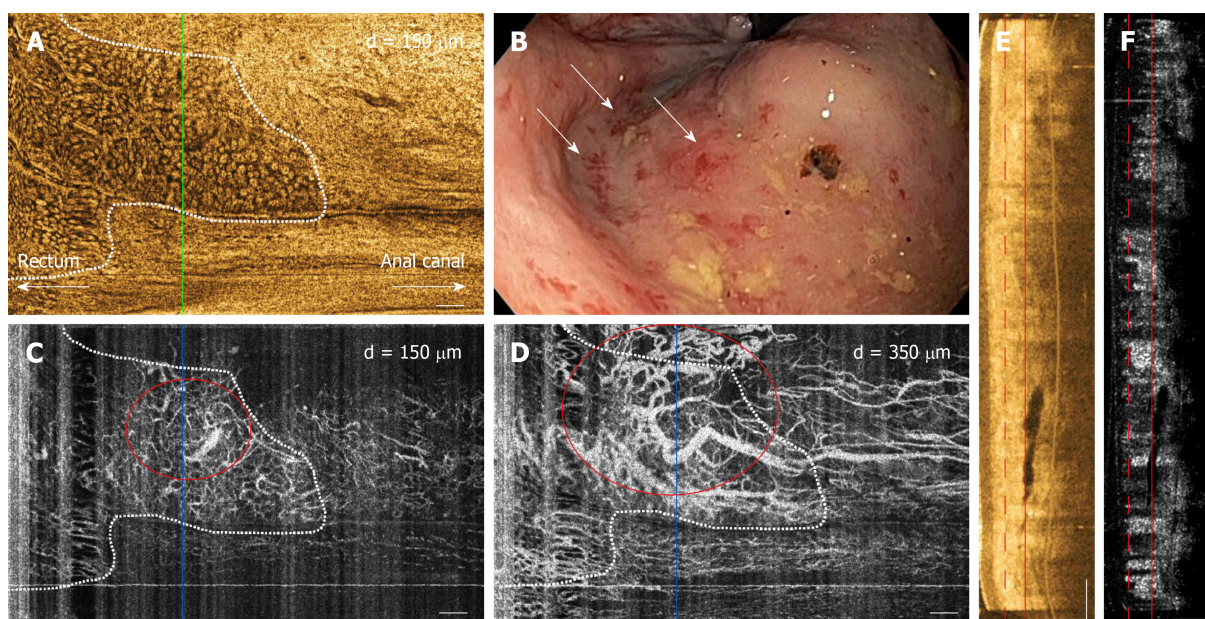 A
d = 150 μm
Rectum
Anal canal
B
C
d = 150 μm
D
d = 350 μm
E
F